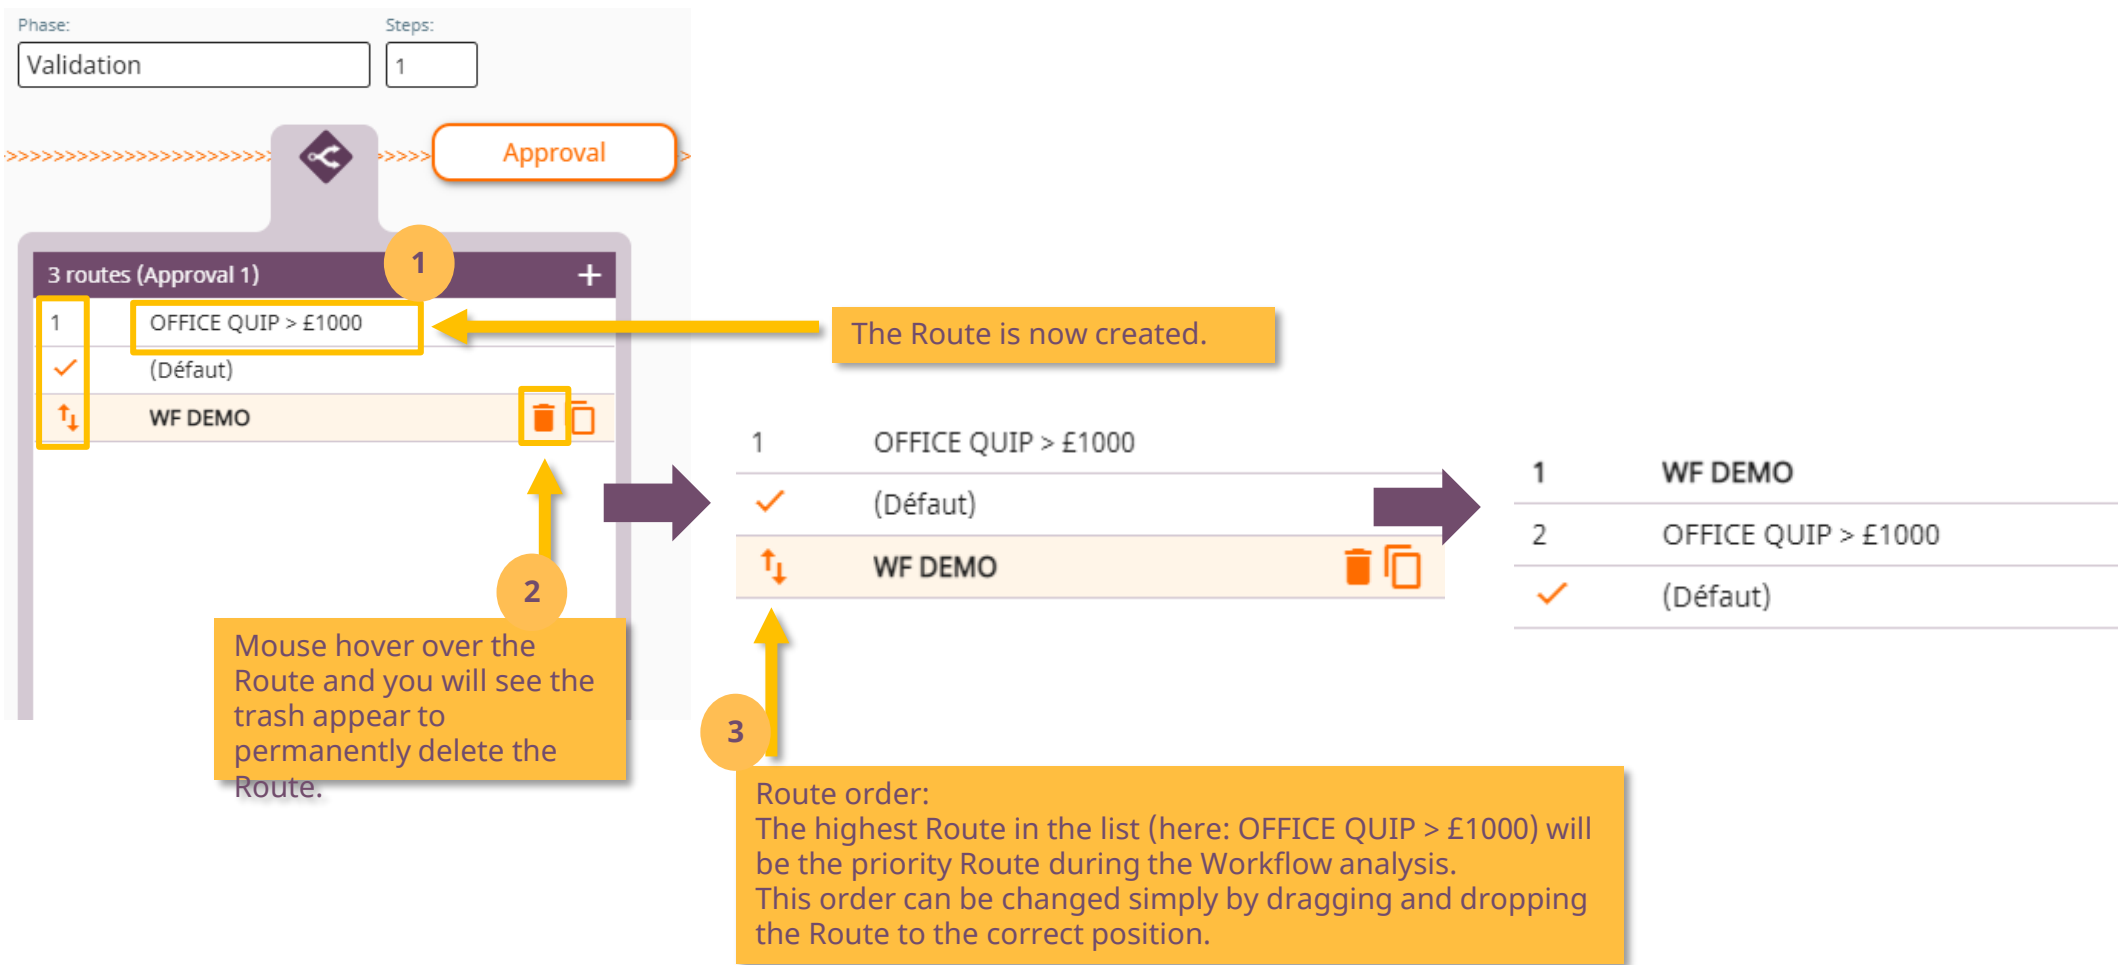 Phase:
Steps:
Validation
1
>>>>>>>>>>>>>>>>>>>>>>>
>>>>>
Approval
>
1
3 routes (Approval 1)
+
1
OFFICE QUIP > £1000
(Défaut)
WF DEMO
The Route is now created.
2
Mouse hover over the
Route and you will see the
trash appear to
permanently delete the
Route.
1
OFFICE QUIP > £1000
(Défaut)
WF DEMO
3
Route order:
The highest Route in the list (here: OFFICE QUIP > £1000) will
be the priority Route during the Workflow analysis.
This order can be changed simply by dragging and dropping
the Route to the correct position.
1
WF DEMO
2
OFFICE QUIP > £1000
(Défaut)